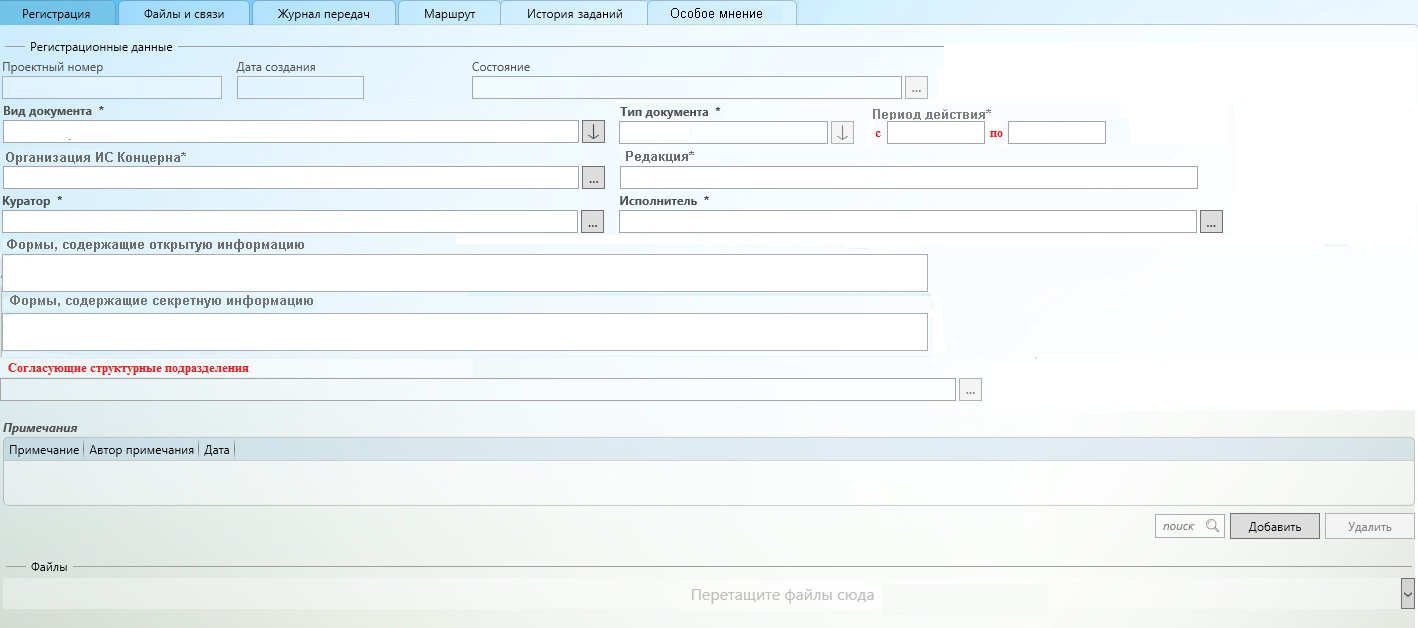 Регистрация Файлы и связи Журнал передач Маршрут История заданий Особое мнение
Регистрационные данные
Проектный номер Дата создания Состояние
...
Вид документа * Тип документа * Период действия*
с по
Организация ИС Концерна* Редакция*
...
Куратор * Исполнитель *
... ...
Формы, содержащие открытую информацию
Формы, содержащие секретную информацию
Согласующие структурные подразделения
...
Примечания
Примечание Автор примечания Дата
поиск Добавить Удалить
Файлы
Перетащите файлы сюда